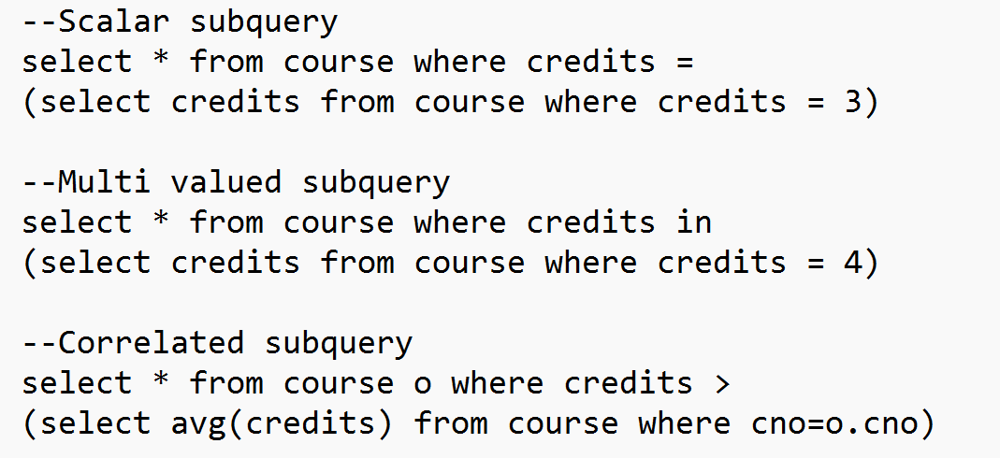 --Scalar subquery
select * from course where credits =
(select credits from course where credits = 3)
--Multi valued subquery
select * from course where credits in
(select credits from course where credits = 4)
--Correlated subquery
select * from course o where credits >
(select avg(credits) from course where cno=o.cno)